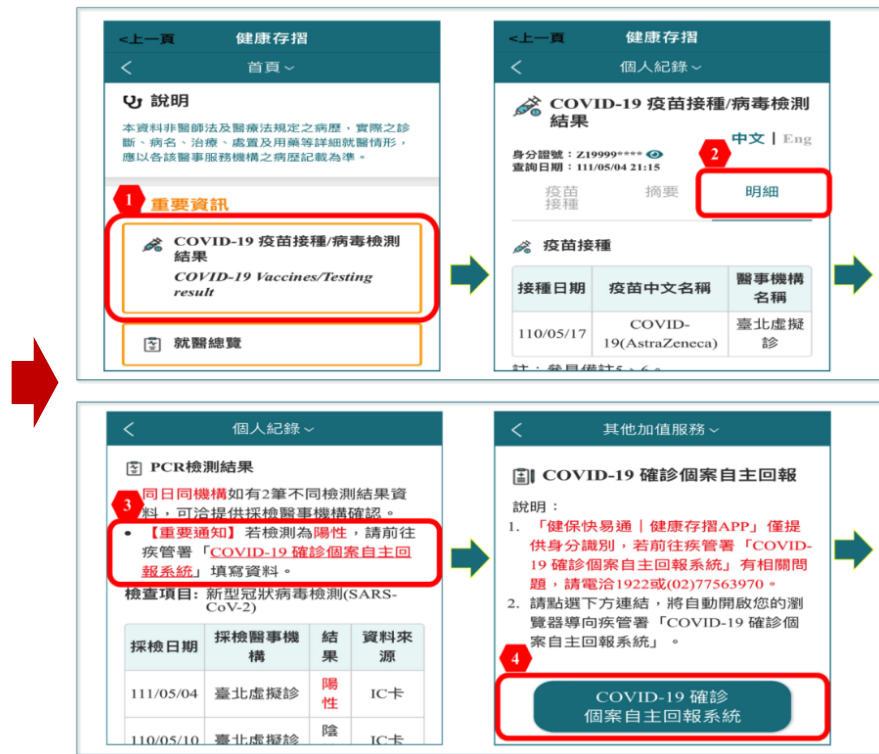 <上一頁 健康存摺
< 首頁
說明
本資料非醫師法及醫療法規定之病歷，實際之診
斷、病名、治療、處置及用藥等詳細就醫情形，
應以各該醫事服務機構之病歷記載為準。
1 重要資訊
COVID-19 疫苗接種/病毒檢測
結果
COVID-19 Vaccines/Testing
result
就醫總覽
<上一頁 健康存摺
< 個人紀錄
COVID-19 疫苗接種/病毒檢測
結果
中文 | Eng
身分證號：Z19999****
查詢日期：111/05/04 21:15
2
疫苗
接種
摘要
明細
疫苗接種
接種日期 疫苗中文名稱 醫事機構
名稱
110/05/17 COVID-
19(AstraZeneca) 臺北虛擬
診
註：參見備註5、6。
< 個人紀錄
PCR檢測結果
同日同機構如有2筆不同檢測結果資
料，可洽提供採檢醫事機構確認。
3
• 【重要通知】若檢測為陽性，請前往
疾管署「COVID-19 確診個案自主回
報系統」填寫資料。
檢查項目: 新型冠狀病毒檢測(SARS-
CoV-2)
採檢日期 採檢醫事機
構 結
果 資料來
源
111/05/04 臺北虛擬診 陽
性 IC卡
110/05/10 臺北虛擬診 陰 IC卡
< 其他加值服務
COVID-19 確診個案自主回報
說明：
1. 「健保快易通｜健康存摺APP」僅提
供身分識別，若前往疾管署「COVID-
19 確診個案自主回報系統」有相關問
題，請電洽1922或(02)77563970。
2. 請點選下方連結，將自動開啟您的瀏
覽器導向疾管署「COVID-19 確診個
案自主回報系統」。
4
COVID-19 確診
個案自主回報系統